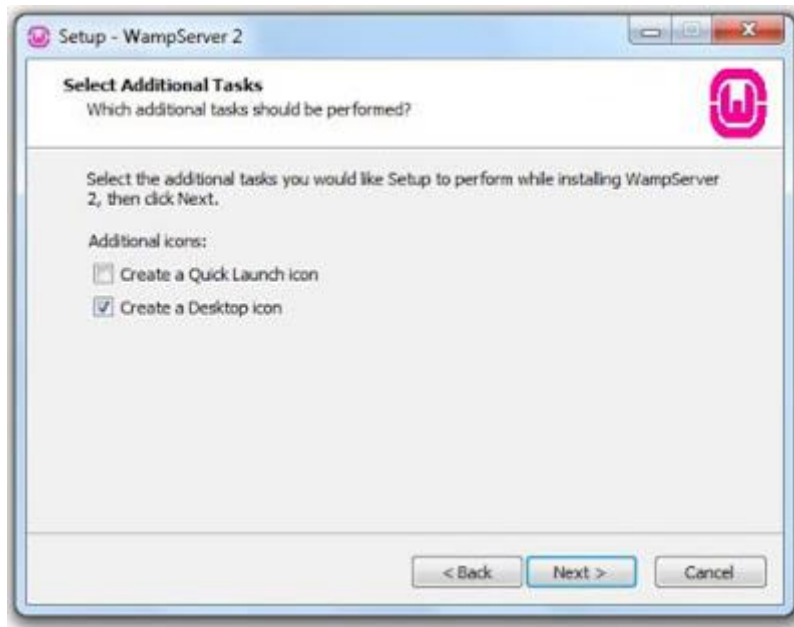 Setup - WampServer 2
Select Additional Tasks
Which additional tasks should be performed?
Select the additional tasks you would like Setup to perform while installing WampServer
2, then click Next.
Additional icons:
Create a Quick Launch icon
Create a Desktop icon
< Back
Next >
Cancel